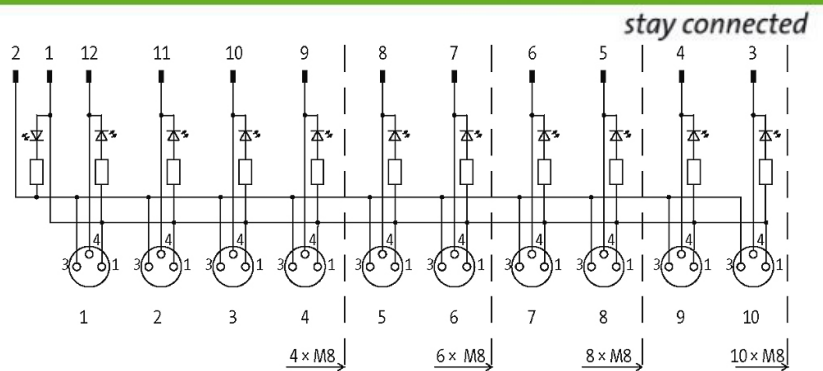 stay connected
2 1 12 11 10 9 8 7 6 5 4 3
4 4 4 4 4 4 4 4 4 4
3 1 3 1 3 1 3 1 3 1 3 1 3 1 3 1 3 1 3 1
1 2 3 4 5 6 7 8 9 10
4 × M8 6 × M8 8 × M8 10 × M8